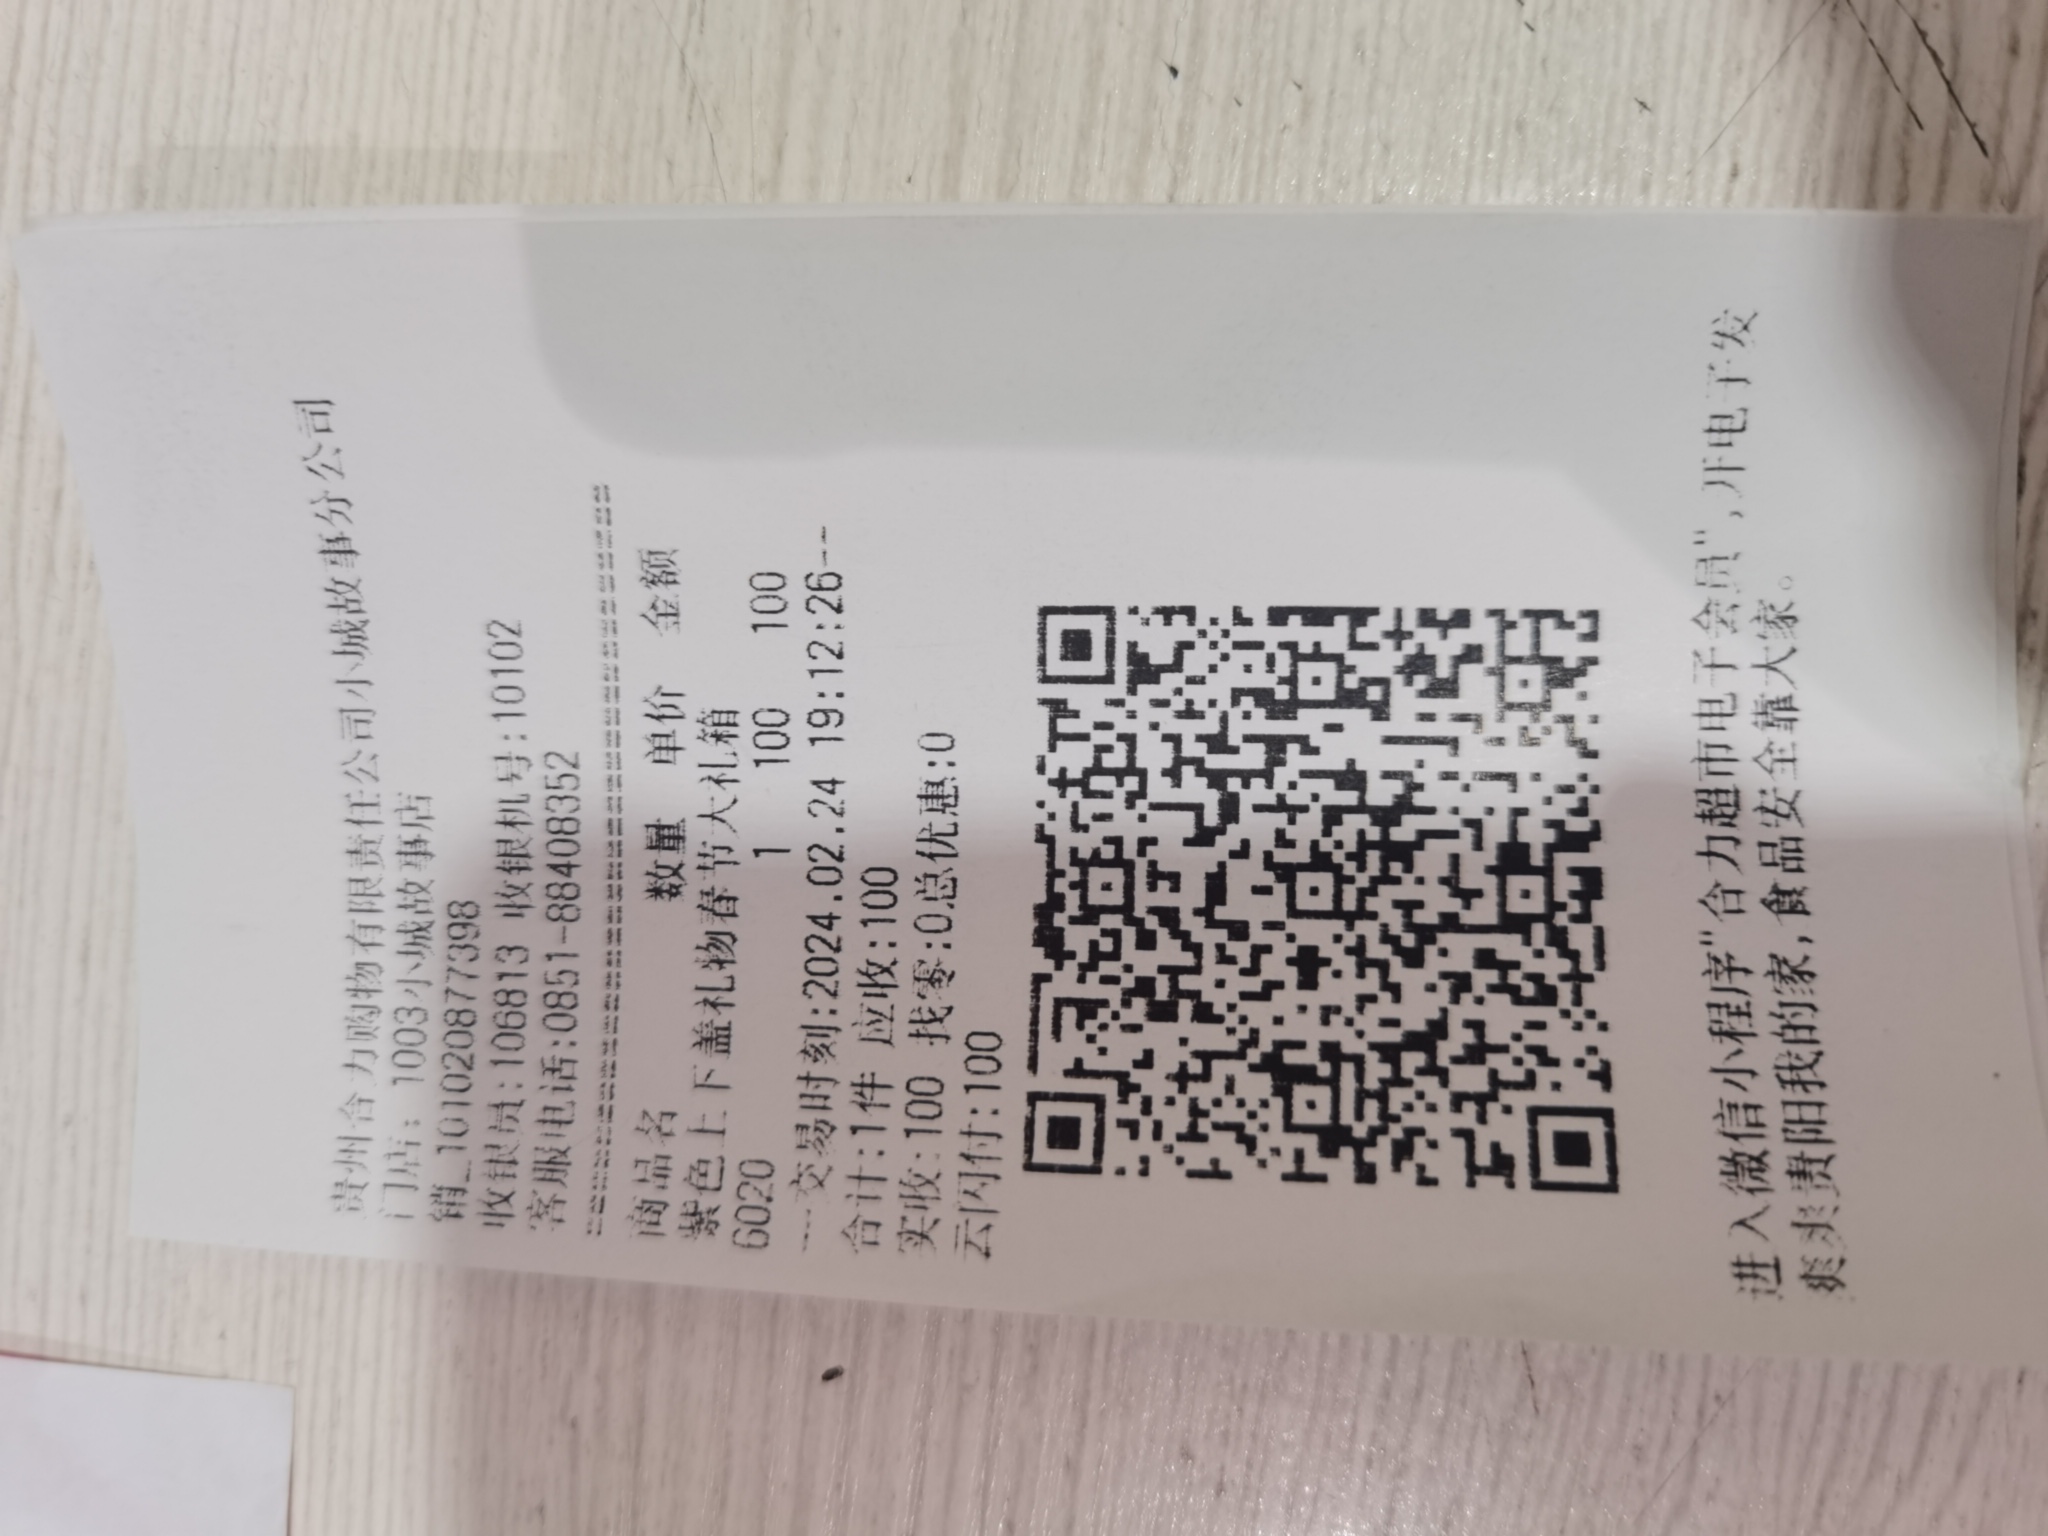 贵州合力购物有限责任公司小城故事分公司
门店: 1003小城故事店
销_101020877398
收银员:106813 收银机号:10102
客服电话:0851-88408352
商品名 数量 单价 金额
紫色上下盖礼物春节大礼箱
6020 1 100 100
----交易时刻:2024.02.24 19:12:26--
合计:1件 应收:100
实收:100 找零:0总优惠:0
云闪付:100
进入微信小程序"合力超市电子会员",开电子发
爽爽贵阳我的家,食品安全靠大家。